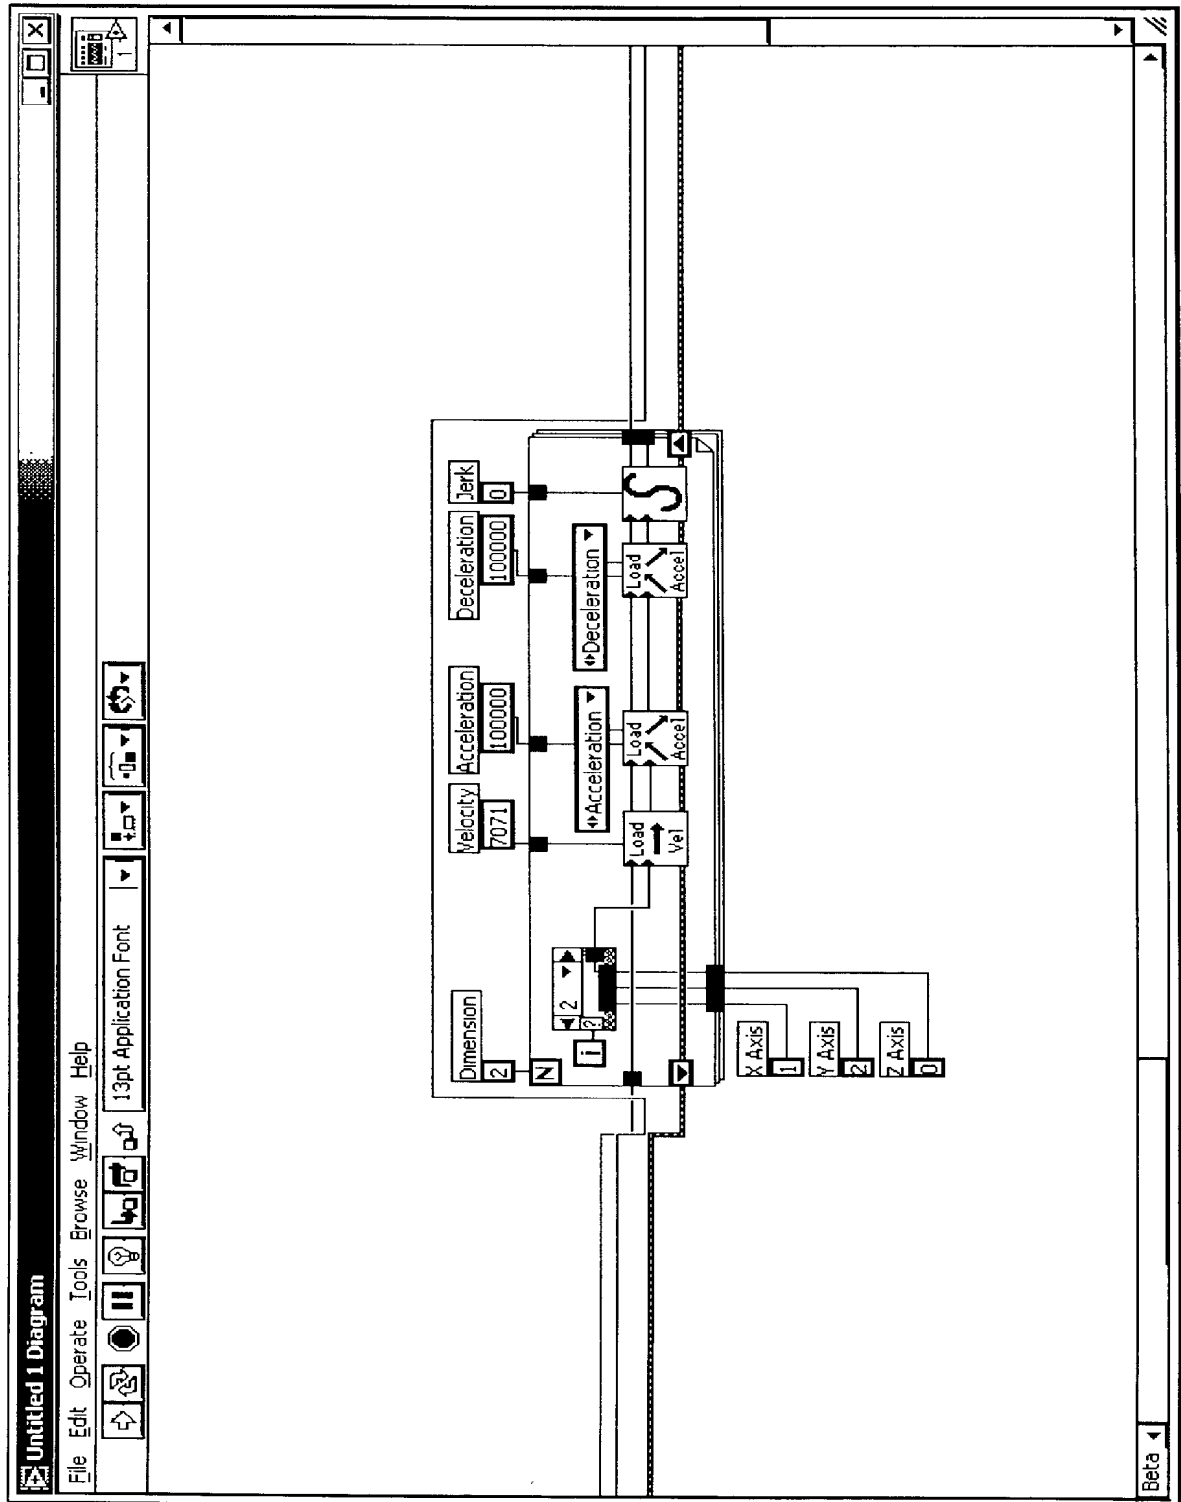 Untitled 1 Diagram
File Edit Operate Tools Browse Window Help
13pt Application Font
1
Dimension
2
Velocity
7071
Acceleration
100000
Deceleration
100000
Jerk
0
N
i
2
?
Acceleration
Deceleration
Load
Vel
Load
Accel
Load
Accel
S
X Axis
1
Y Axis
2
Z Axis
0
Beta